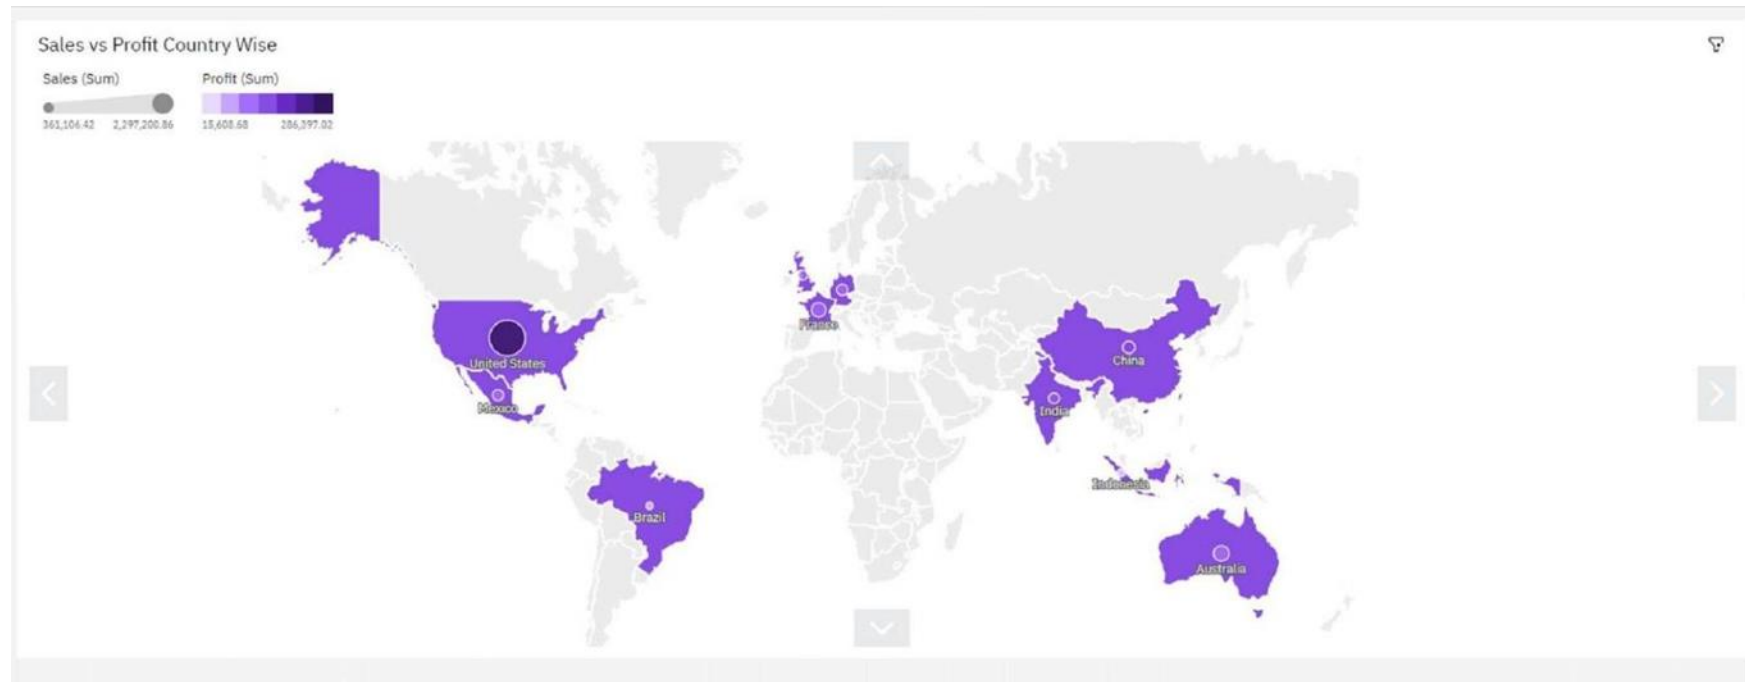 Sales vs Profit Country Wise
Sales (Sum)
Profit (Sum)
361,106.42
2,297,200.86
15,608.68
286,397.02
France
United States
China
Mexico
India
Indonesia
Brazil
Australia